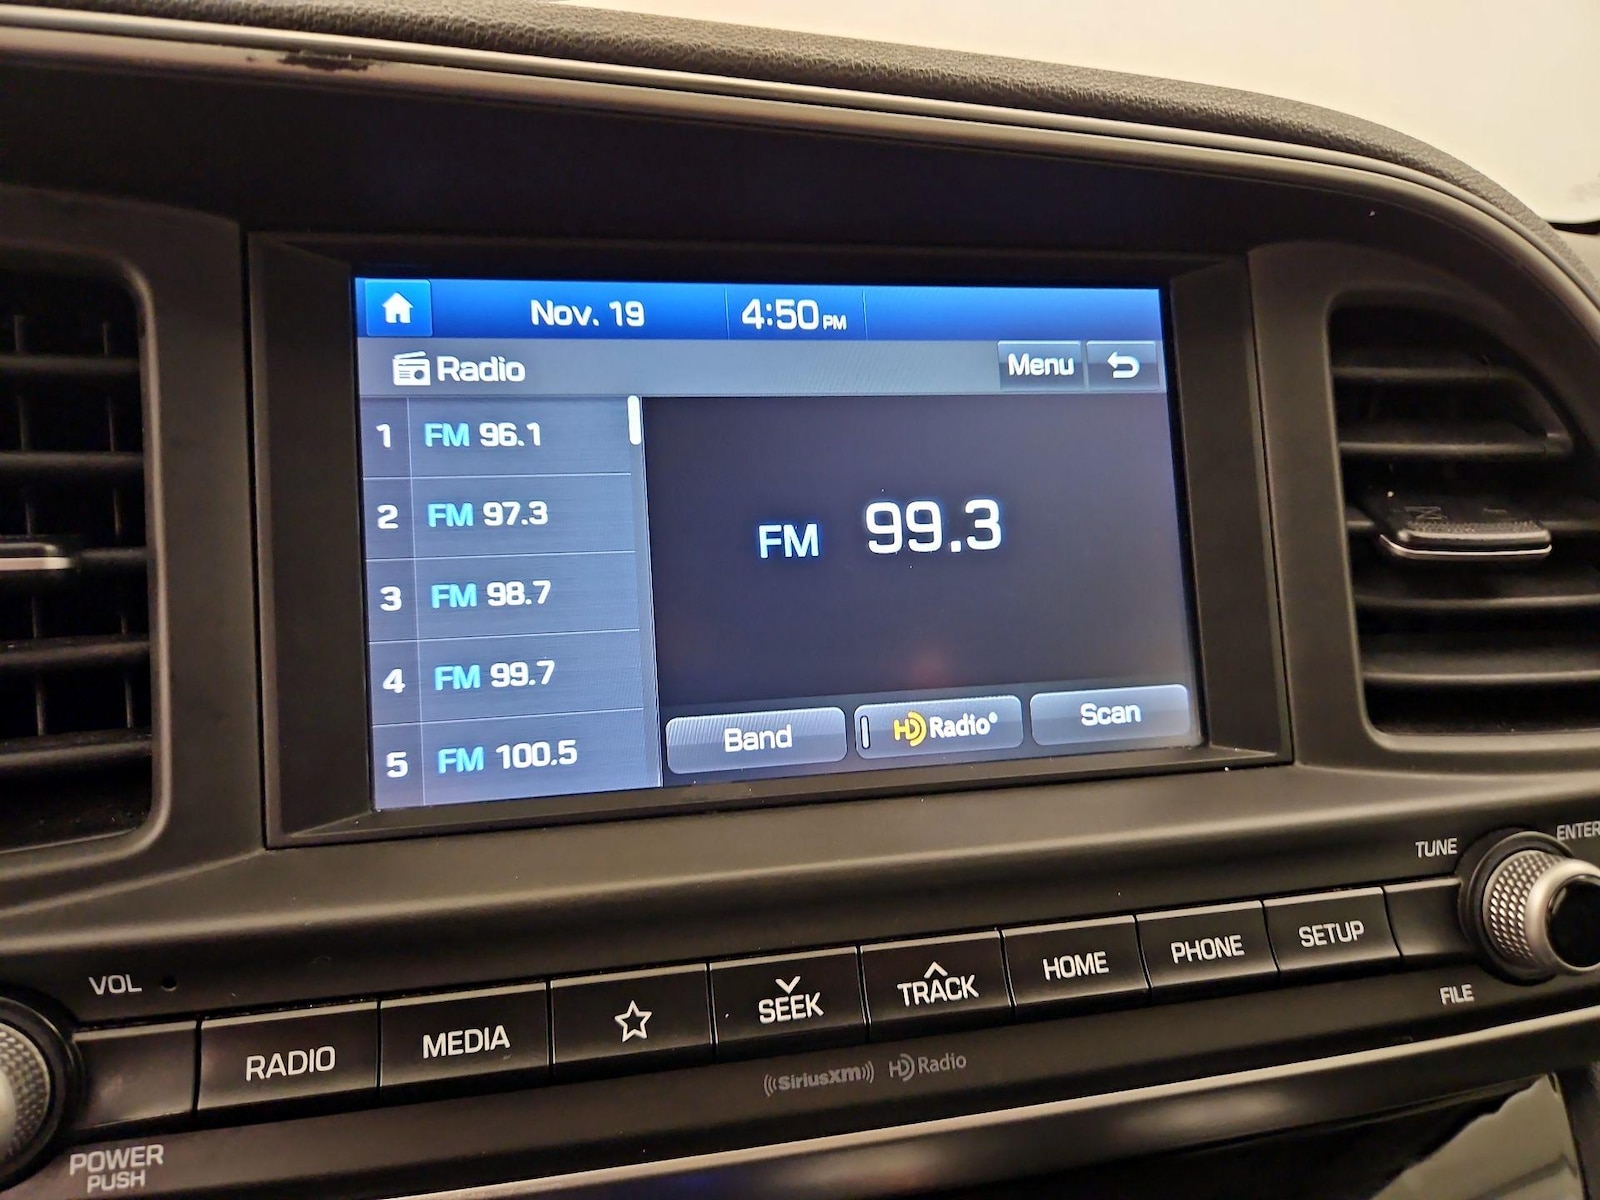 Nov. 19 4:50 PM
Radio Menu
1 FM 96.1
2 FM 97.3
3 FM 98.7
4 FM 99.7
5 FM 100.5
FM 99.3
Band HD Radio® Scan
TUNE ENTER
VOL
RADIO MEDIA SEEK TRACK HOME PHONE SETUP
FILE
((SiriusXM)) HD Radio
POWER
PUSH